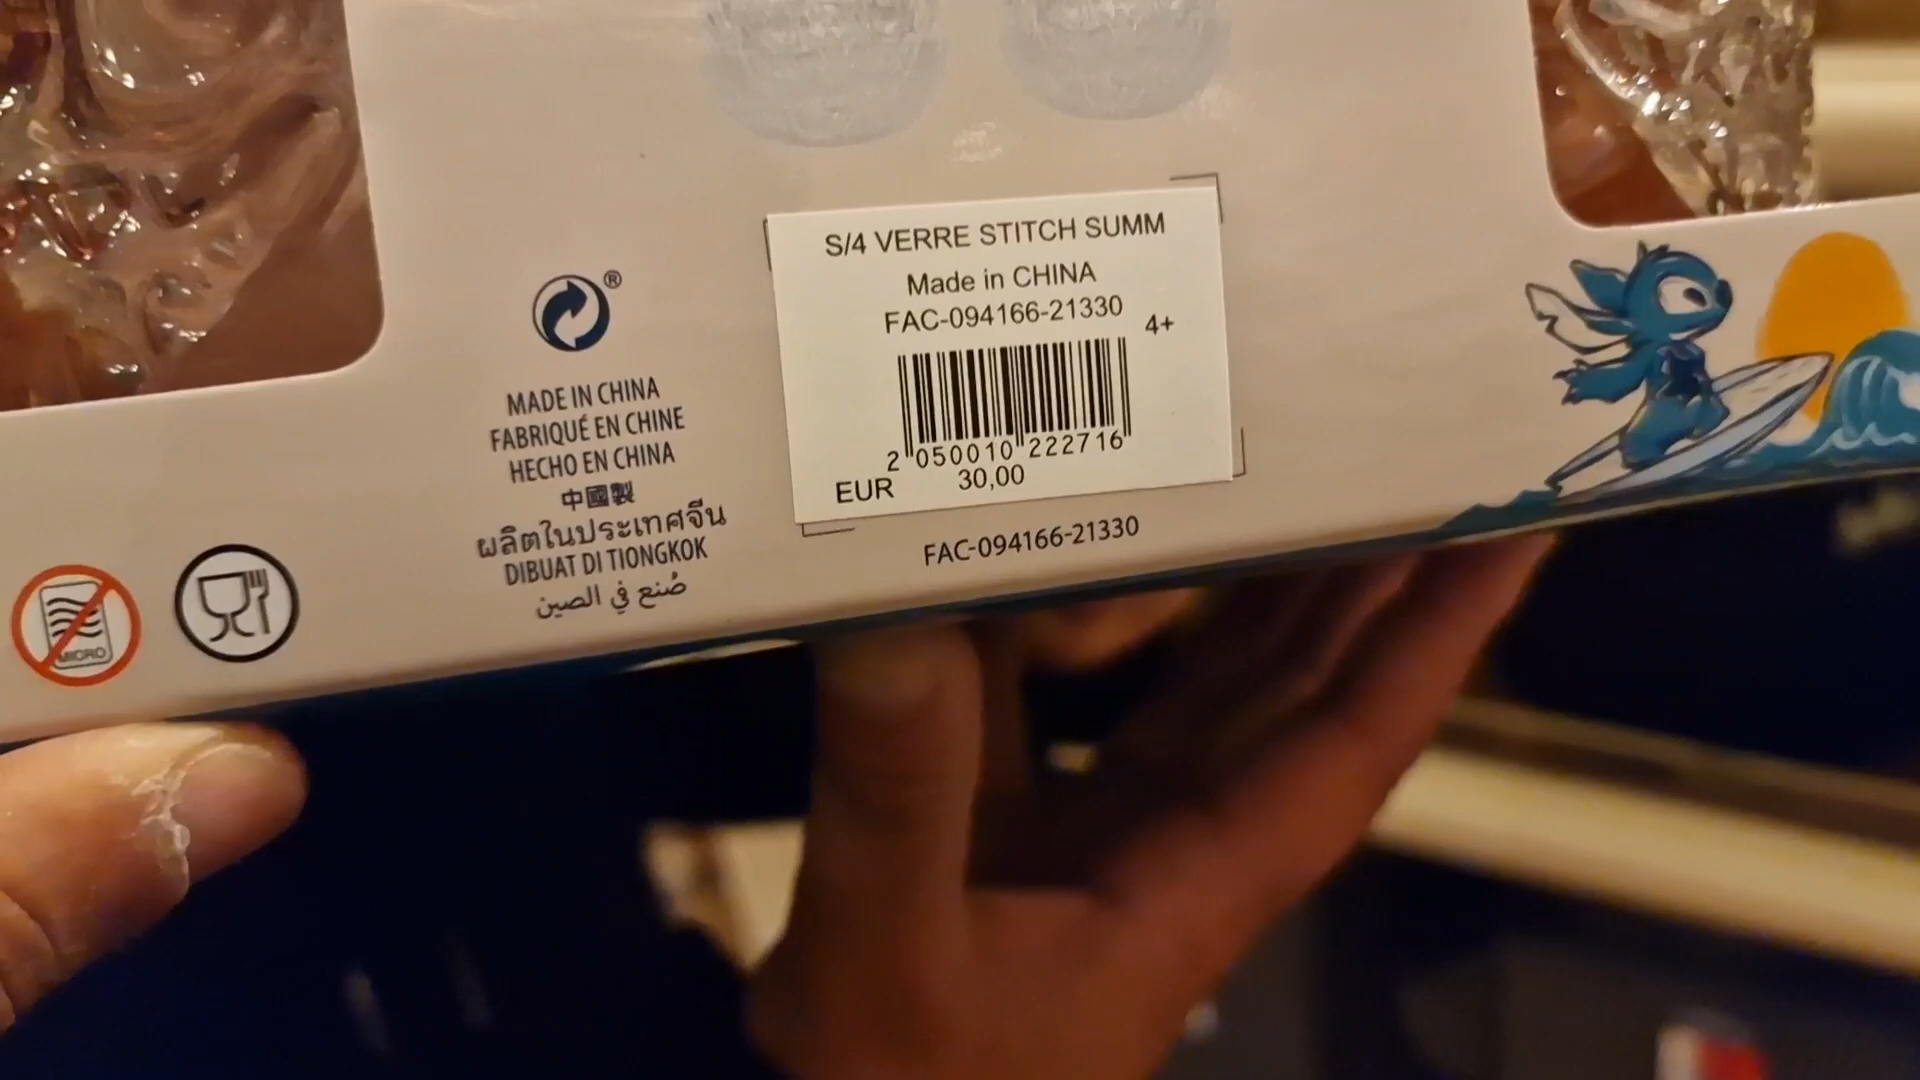 S/4 VERRE STITCH SUMM
Made in CHINA
FAC-094166-21330
4+
2 050010 222716
EUR 30,00
FAC-094166-21330
®
MADE IN CHINA
FABRIQUÉ EN CHINE
HECHO EN CHINA
中國製
ผลิตในประเทศจีน
DIBUAT DI TIONGKOK
صُنع في الصين
MICRO